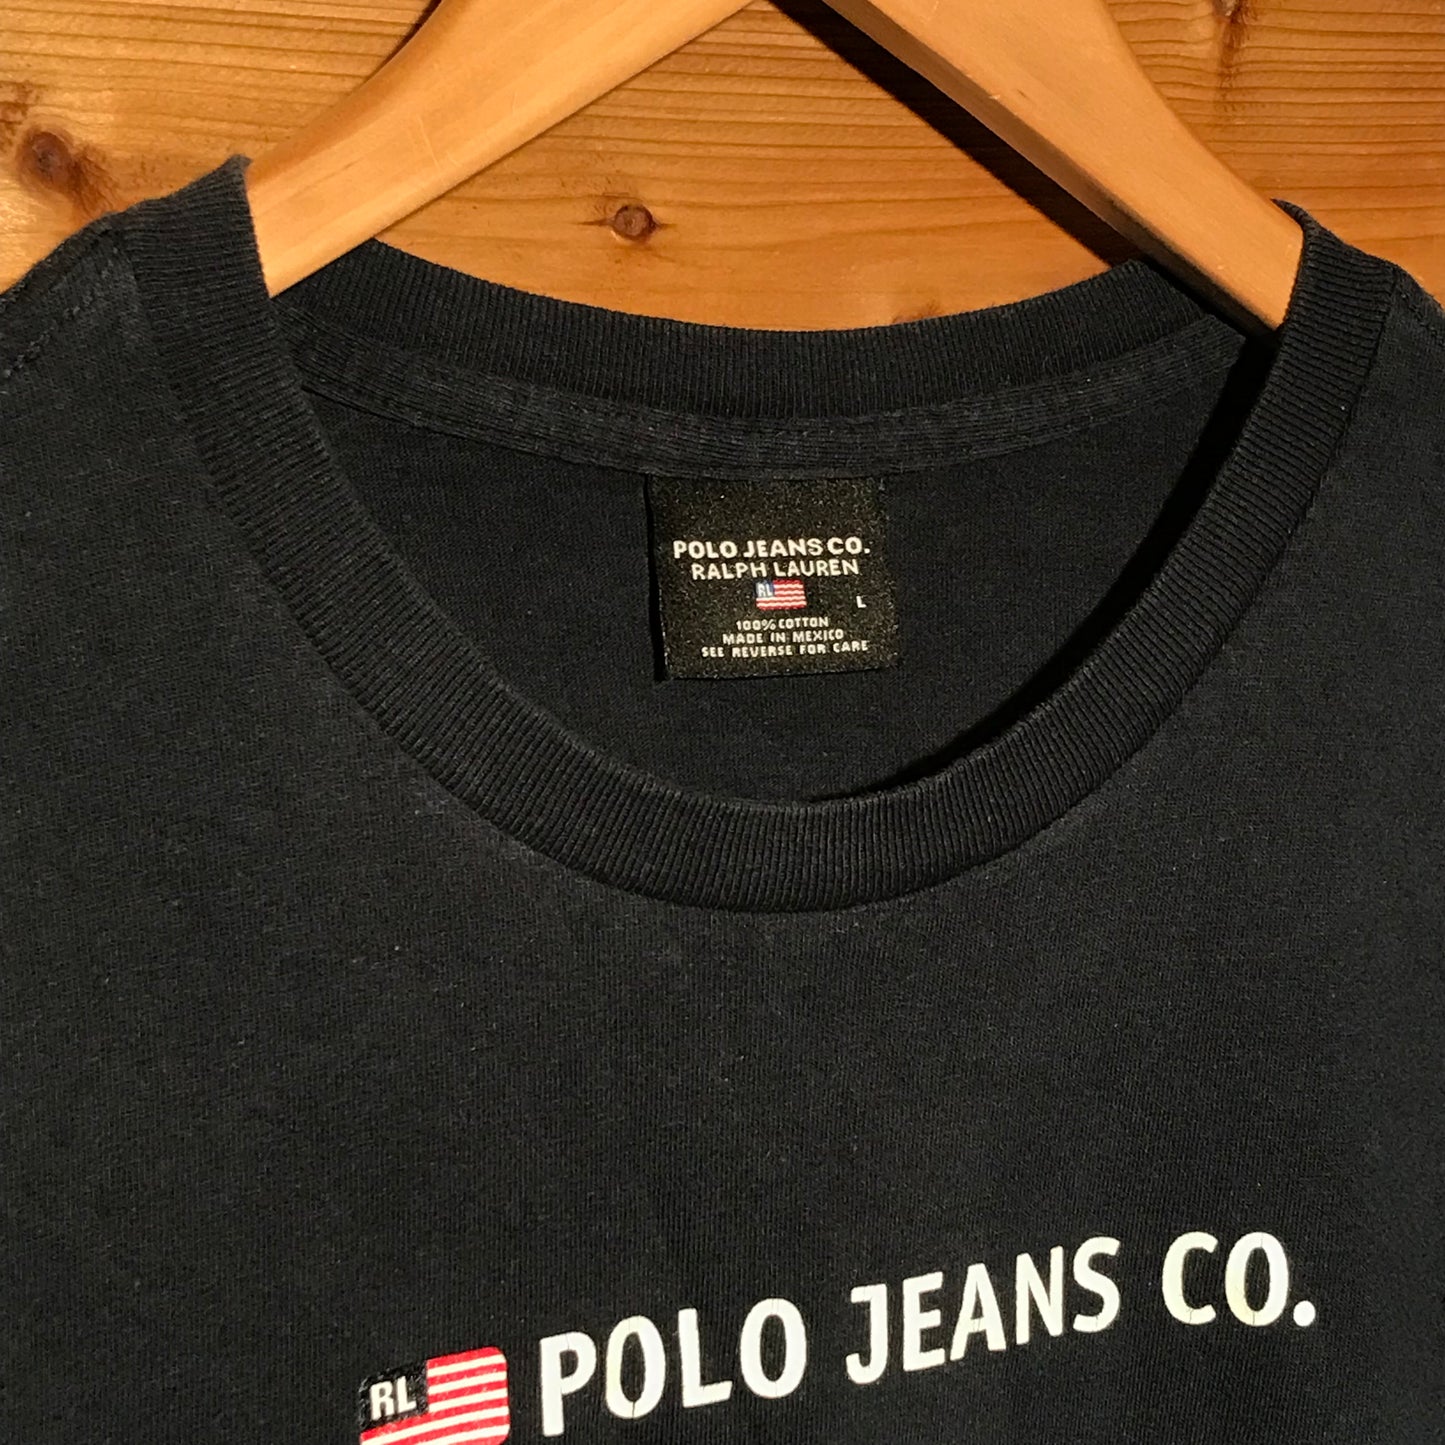 POLO JEANS CO.
RALPH LAUREN
RL
L
100% COTTON
MADE IN MEXICO
SEE REVERSE FOR CARE
RL POLO JEANS CO.